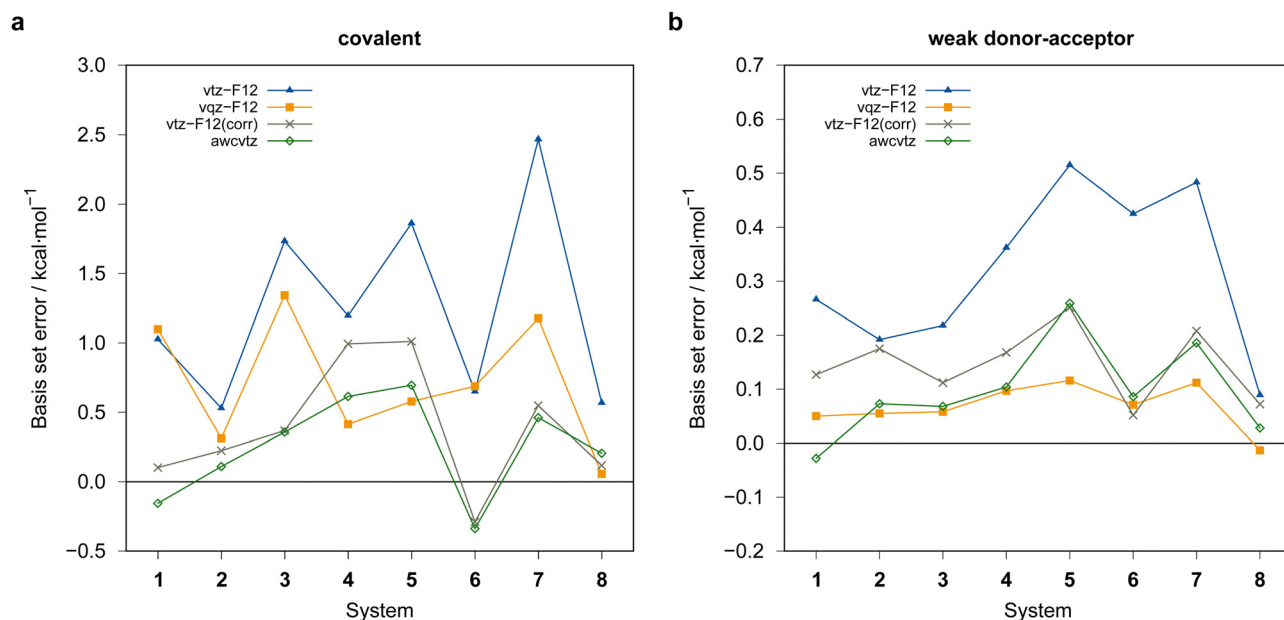 a
covalent
Basis set error / kcal·mol−1
3.0
2.5
2.0
1.5
1.0
0.5
0.0
−0.5
vtz−F12
vqz−F12
vtz−F12(corr)
awcvtz
1 2 3 4 5 6 7 8
System
b
weak donor-acceptor
Basis set error / kcal·mol−1
0.7
0.6
0.5
0.4
0.3
0.2
0.1
0.0
−0.1
−0.2
vtz−F12
vqz−F12
vtz−F12(corr)
awcvtz
1 2 3 4 5 6 7 8
System